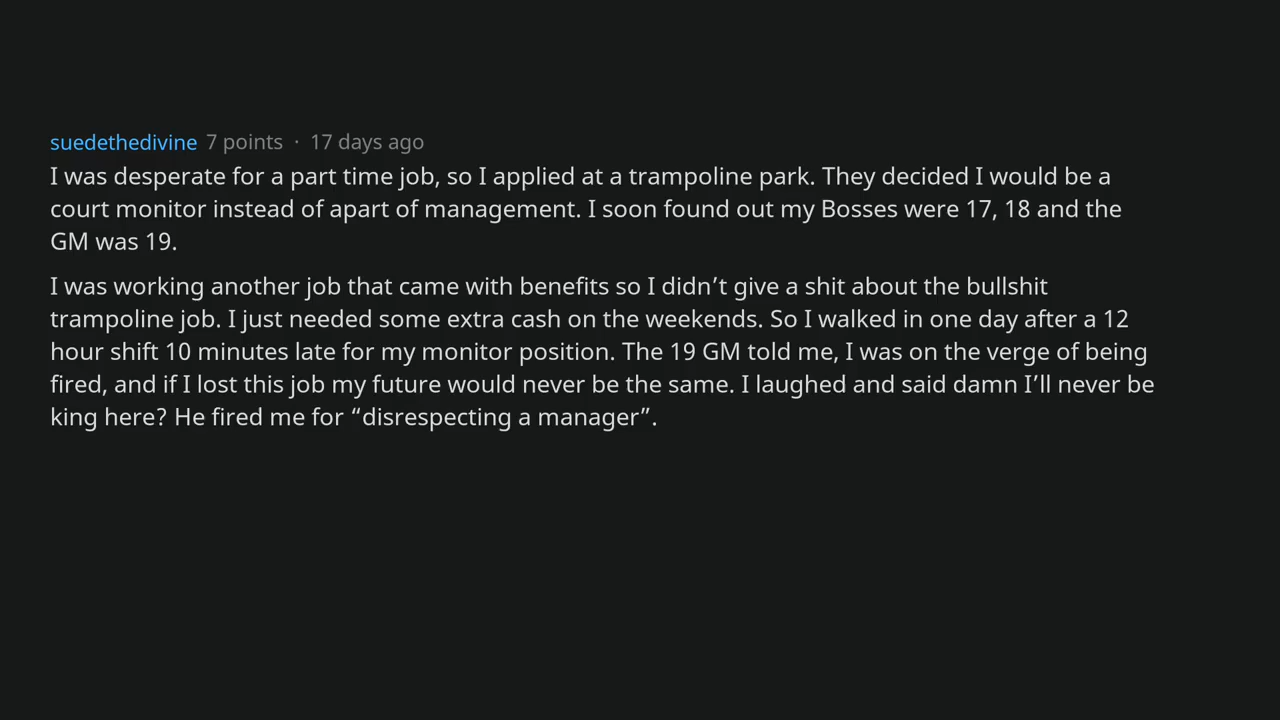 suedethedivine 7 points · 17 days ago
I was desperate for a part time job, so I applied at a trampoline park. They decided I would be a
court monitor instead of apart of management. I soon found out my Bosses were 17, 18 and the
GM was 19.
I was working another job that came with benefits so I didn’t give a shit about the bullshit
trampoline job. I just needed some extra cash on the weekends. So I walked in one day after a 12
hour shift 10 minutes late for my monitor position. The 19 GM told me, I was on the verge of being
fired, and if I lost this job my future would never be the same. I laughed and said damn I’ll never be
king here? He fired me for “disrespecting a manager”.